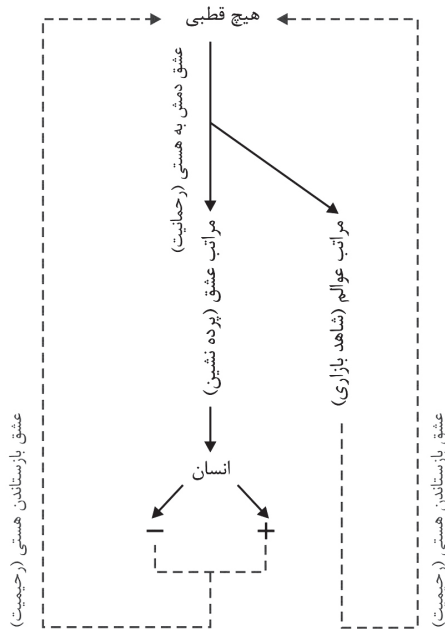 هیچ قطبی
عشق دمش به هستی (رحمانیت)
مراتب عشق (پرده نشین)
مراتب عوالم (شاهد بازاری)
انسان
− +
عشق بازستاندن هستی (رحیمیت)
عشق بازستاندن هستی (رحیمیت)